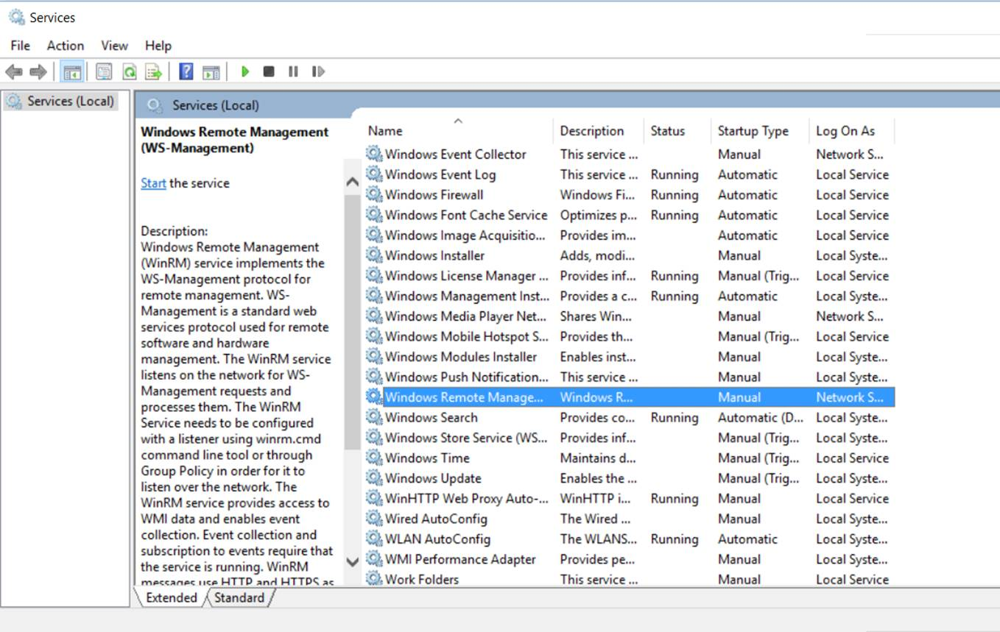 Services
File Action View Help
Services (Local)
Services (Local)
Windows Remote Management
(WS-Management)
Start the service
Description:
Windows Remote Management
(WinRM) service implements the
WS-Management protocol for
remote management. WS-
Management is a standard web
services protocol used for remote
software and hardware
management. The WinRM service
listens on the network for WS-
Management requests and
processes them. The WinRM
Service needs to be configured
with a listener using winrm.cmd
command line tool or through
Group Policy in order for it to
listen over the network. The
WinRM service provides access to
WMI data and enables event
collection. Event collection and
subscription to events require that
the service is running. WinRM
messages use HTTP and HTTPS as
Name Description Status Startup Type Log On As
Windows Event Collector This service ... Manual Network S...
Windows Event Log This service ... Running Automatic Local Service
Windows Firewall Windows Fi... Running Automatic Local Service
Windows Font Cache Service Optimizes p... Running Automatic Local Service
Windows Image Acquisitio... Provides im... Automatic Local Service
Windows Installer Adds, modi... Manual Local Syste...
Windows License Manager ... Provides inf... Running Manual (Trig... Local Service
Windows Management Inst... Provides a c... Running Automatic Local Syste...
Windows Media Player Net... Shares Win... Manual Network S...
Windows Mobile Hotspot S... Provides th... Manual (Trig... Local Service
Windows Modules Installer Enables inst... Manual Local Syste...
Windows Push Notification... This service ... Manual Local Syste...
Windows Remote Manage... Windows R... Manual Network S...
Windows Search Provides co... Running Automatic (D... Local Syste...
Windows Store Service (WS... Provides inf... Manual (Trig... Local Syste...
Windows Time Maintains d... Manual (Trig... Local Service
Windows Update Enables the ... Manual (Trig... Local Syste...
WinHTTP Web Proxy Auto-... WinHTTP i... Running Manual Local Service
Wired AutoConfig The Wired ... Manual Local Syste...
WLAN AutoConfig The WLANS... Running Automatic Local Syste...
WMI Performance Adapter Provides pe... Manual Local Syste...
Work Folders This service ... Manual Local Service
Extended Standard